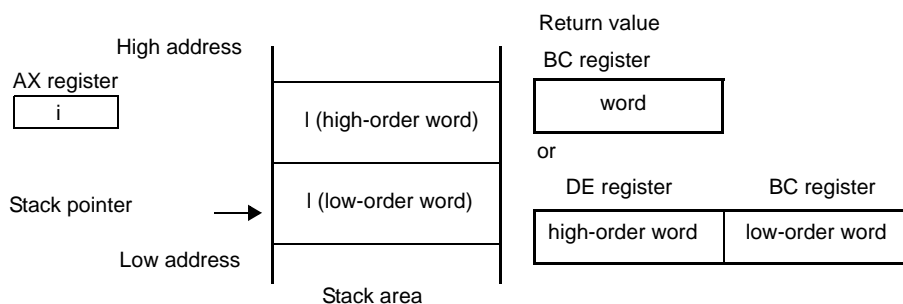 Return value
High address
BC register
AX register
i
l (high-order word)
word
or
DE register
BC register
Stack pointer
l (low-order word)
high-order word
low-order word
Low address
Stack area